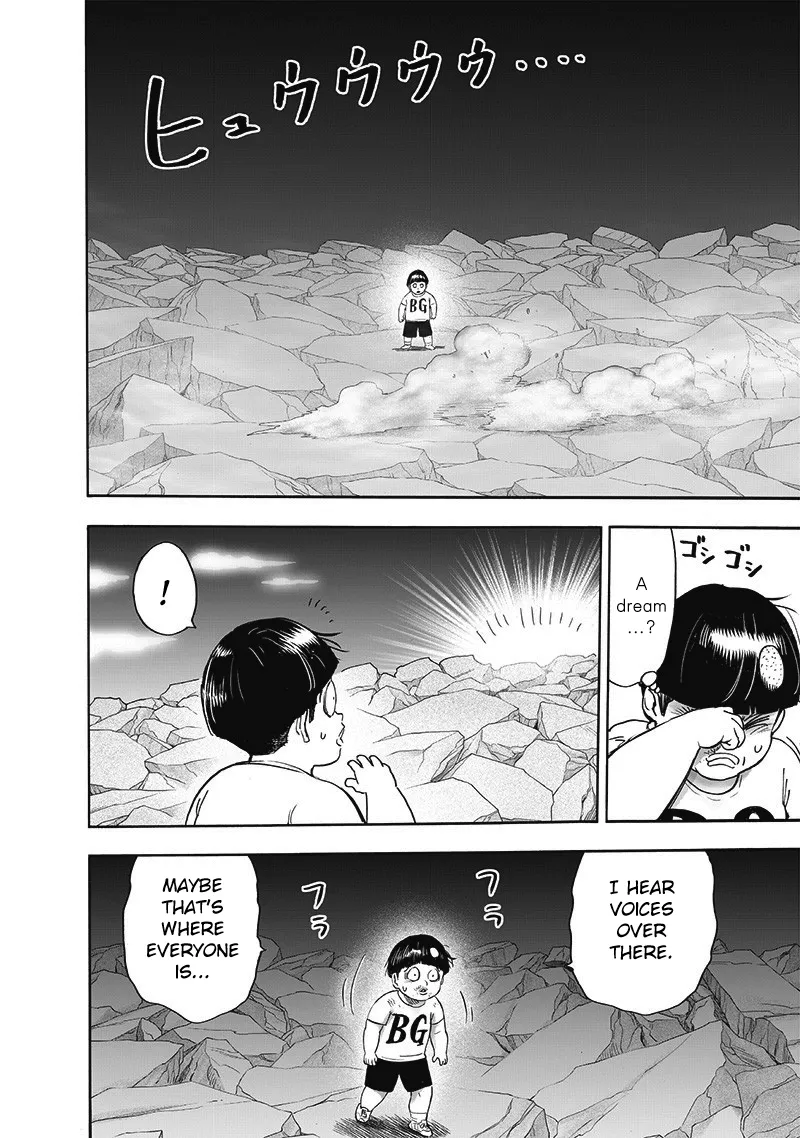 ヒュウウウゥ....
BG
ゴシ
ゴシ
A
dream
...?
!
I HEAR
VOICES
OVER
THERE.
フラ
フラ
BG
MAYBE
THAT'S
WHERE
EVERYONE
IS...